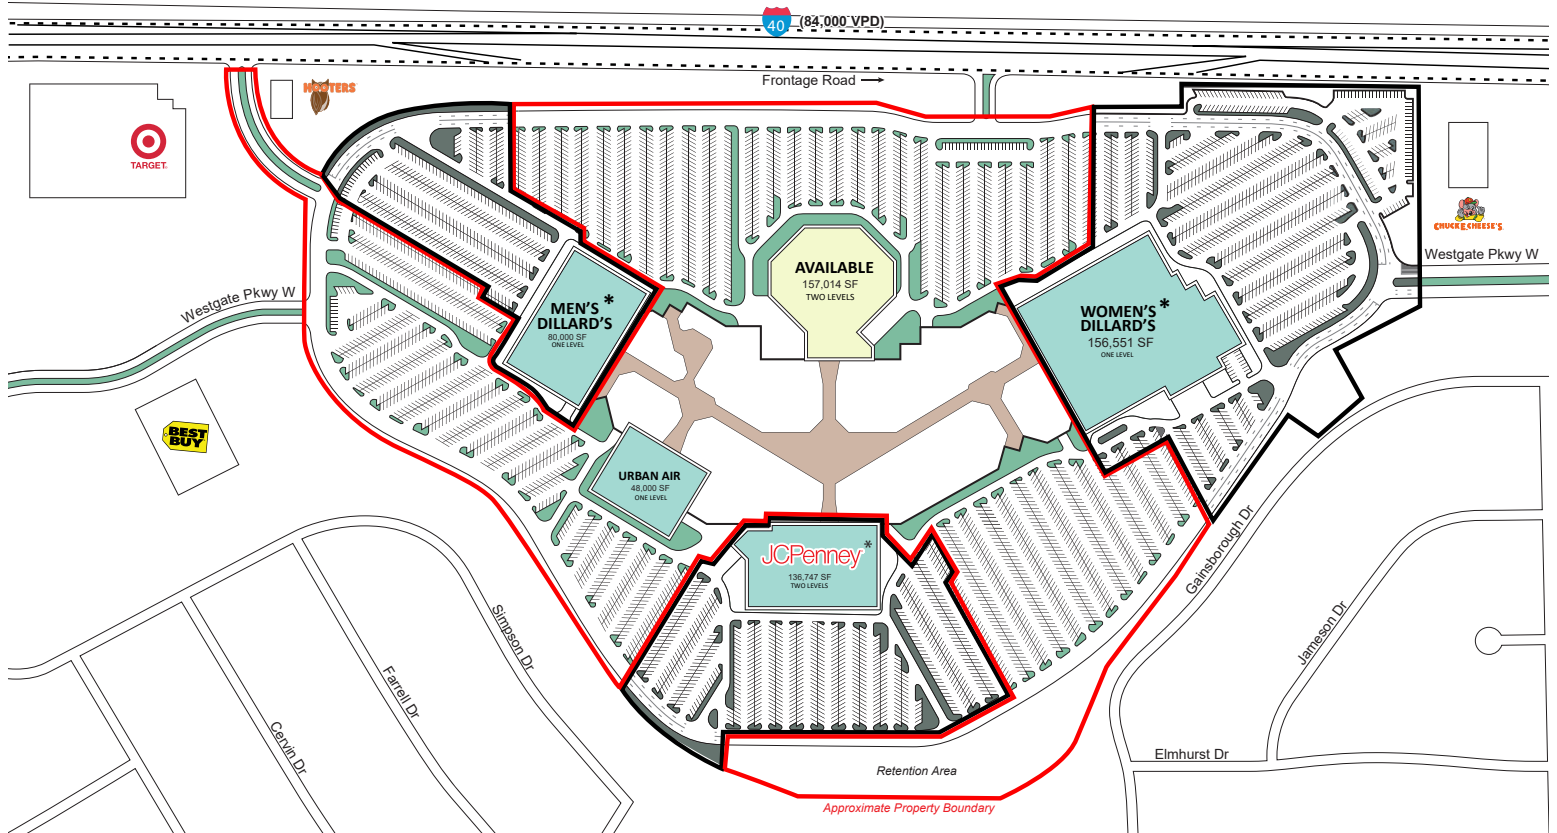 40 (84,000 VPD)
Frontage Road
HOOTERS
TARGET.
CHUCK E. CHEESE'S
Westgate Pkwy W
Westgate Pkwy W
AVAILABLE
157,014 SF
TWO LEVELS
MEN'S *
DILLARD'S
80,000 SF
ONE LEVEL
WOMEN'S *
DILLARD'S
156,551 SF
ONE LEVEL
BEST
BUY
URBAN AIR
48,000 SF
ONE LEVEL
JCPenney *
136,747 SF
TWO LEVELS
Gainsborough Dr
Jameson Dr
Simpson Dr
Farrell Dr
Cervin Dr
Elmhurst Dr
Retention Area
Approximate Property Boundary